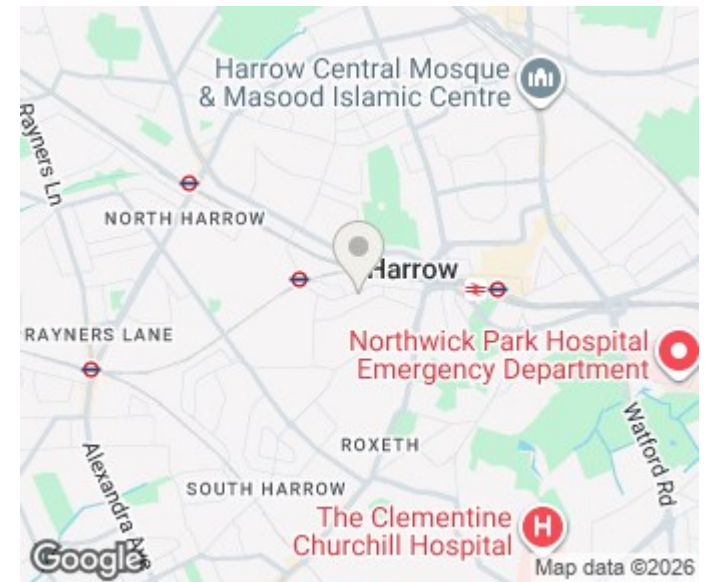 Harrow Central Mosque
& Masood Islamic Centre
Rayners Ln
NORTH HARROW
Harrow
RAYNERS LANE
Northwick Park Hospital
Emergency Department
Watford Rd
ROXETH
Alexandra Ave
SOUTH HARROW
The Clementine
Churchill Hospital
H
Google
Map data ©2026